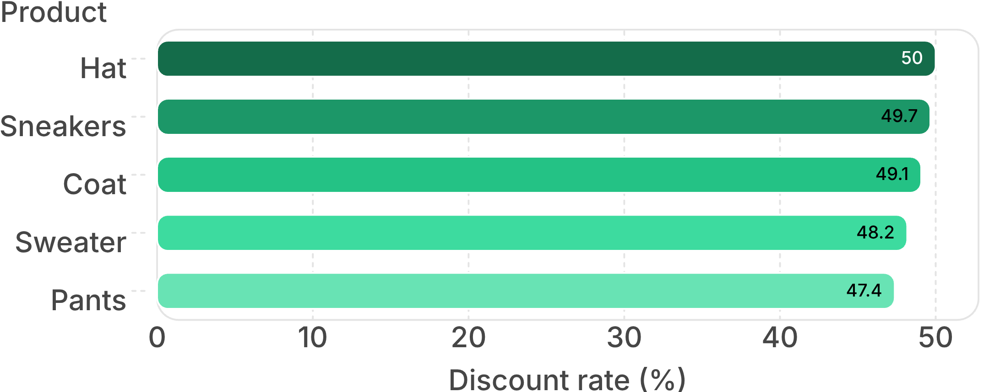 Product
Hat 50
Sneakers 49.7
Coat 49.1
Sweater 48.2
Pants 47.4
0 10 20 30 40 50
Discount rate (%)